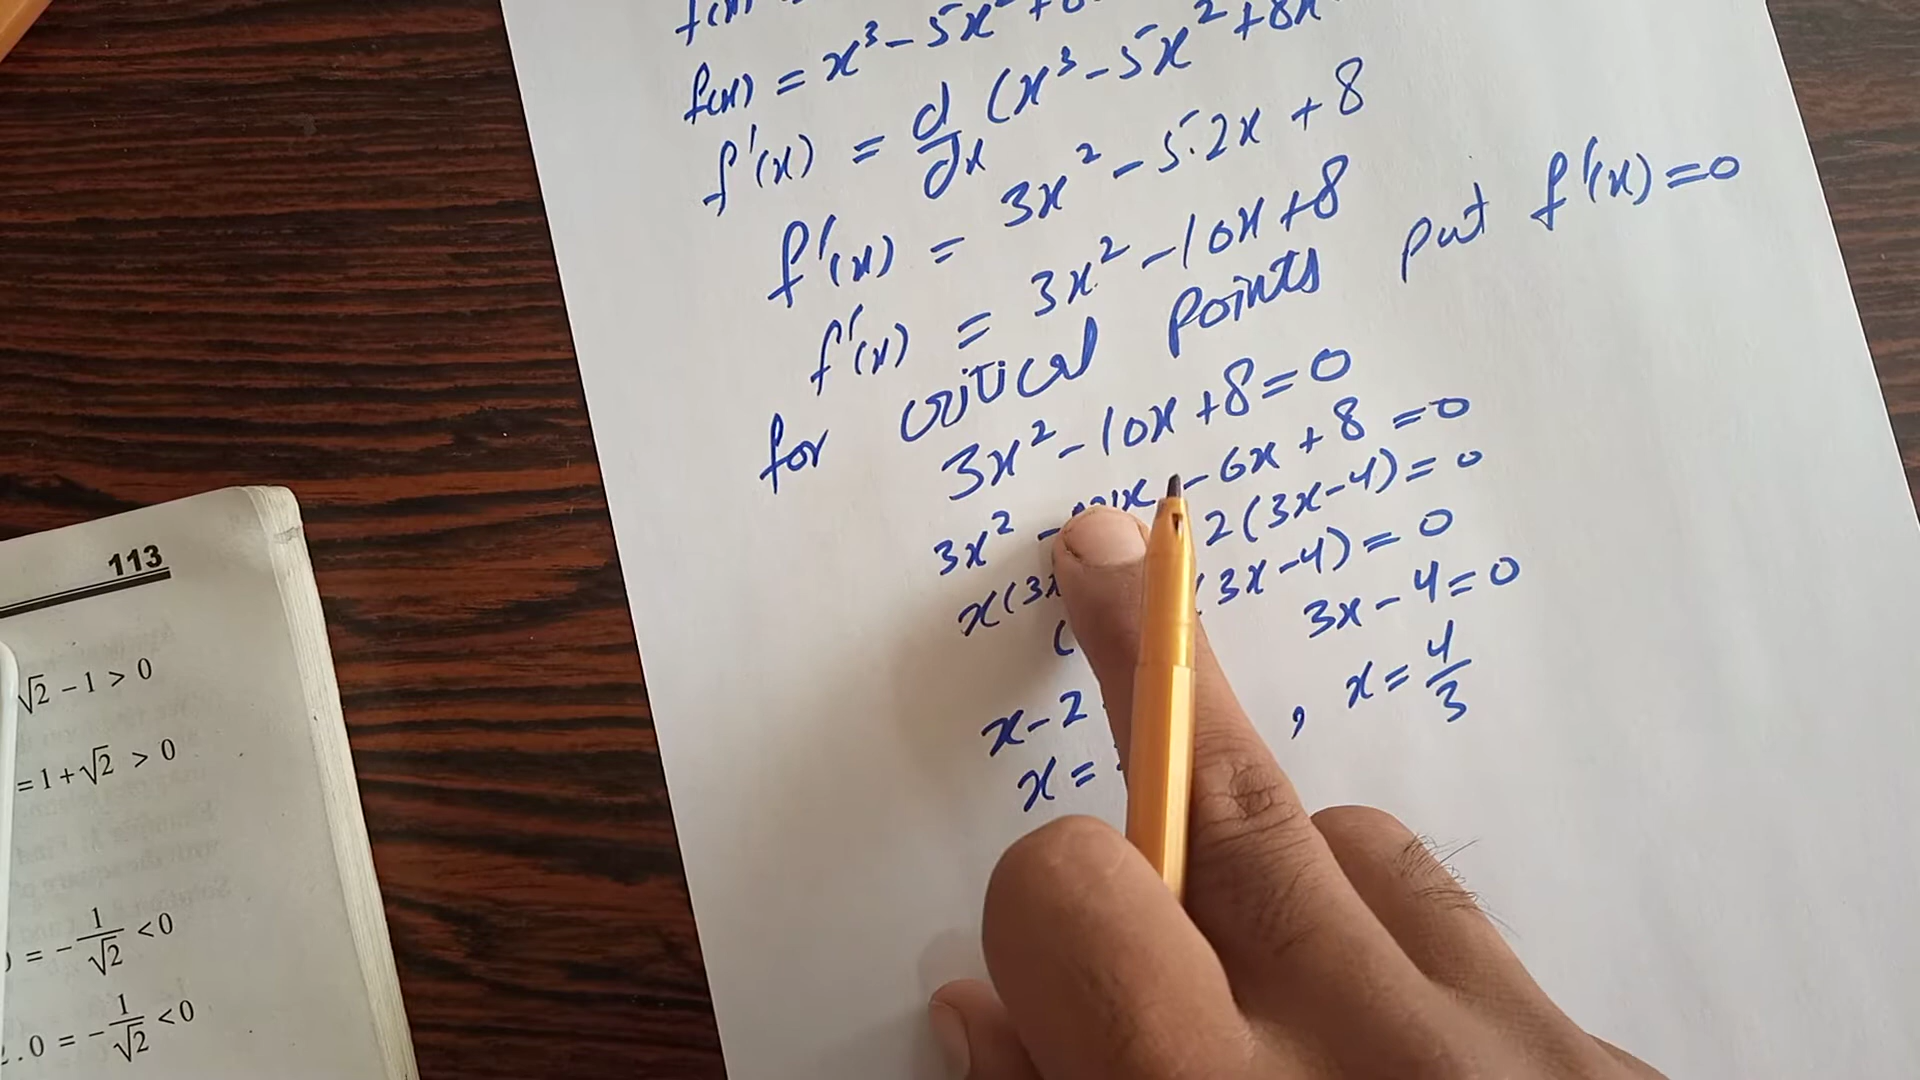 f(x)
f(x) = x³ - 5x² + 8
f'(x) = d/dx (x³ - 5x² + 8x
f'(x) = 3x² - 5.2x + 8
f'(x) = 3x² - 10x + 8
for critical points put f'(x) = 0
3x² - 10x + 8 = 0
3x² - 4x - 6x + 8 = 0
x(3x 2(3x-4) = 0
( (3x-4) = 0
x-2 3x-4 = 0
x = , x = 4/3
113
√2 - 1 > 0
= 1 + √2 > 0
) = - 1/√2 < 0
.0 = - 1/√2 < 0